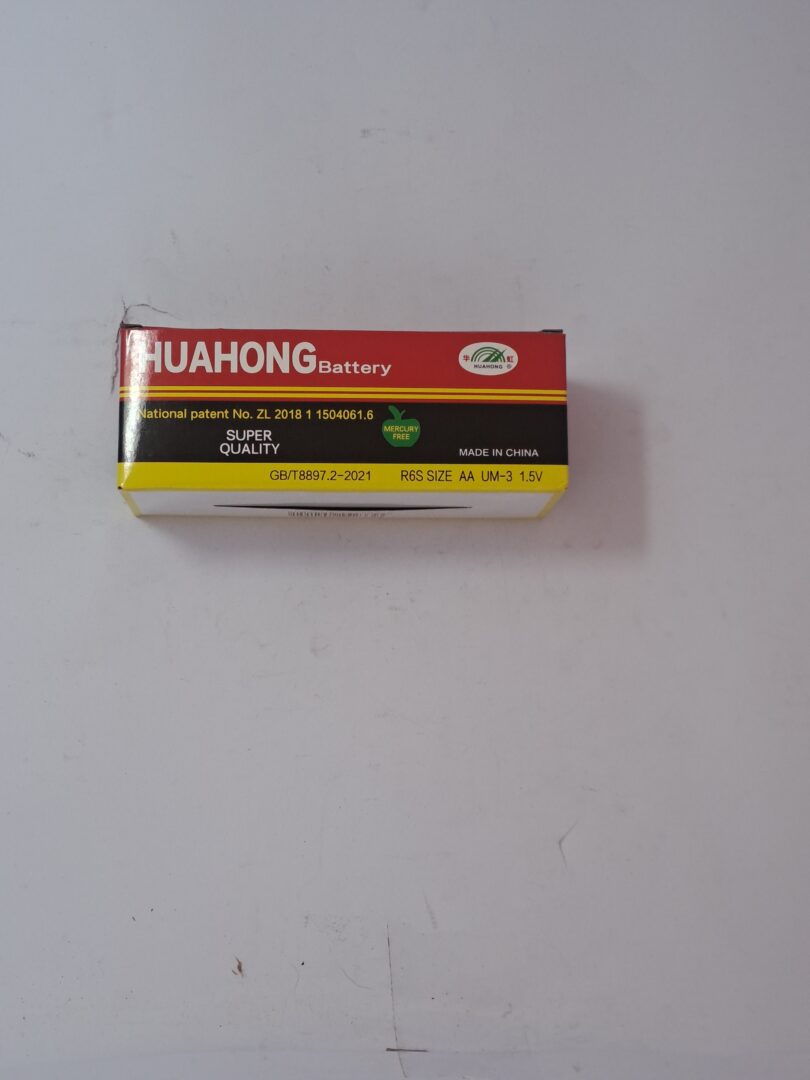 HUAHONG Battery
华 虹
HUAHONG ®
National patent No. ZL 2018 1 1504061.6
MERCURY
FREE
SUPER
QUALITY
MADE IN CHINA
GB/T8897.2-2021 R6S SIZE AA UM-3 1.5V